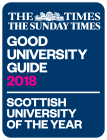 THE TIMES
THE SUNDAY TIMES
GOOD
UNIVERSITY
GUIDE
2018
SCOTTISH
UNIVERSITY
OF THE YEAR